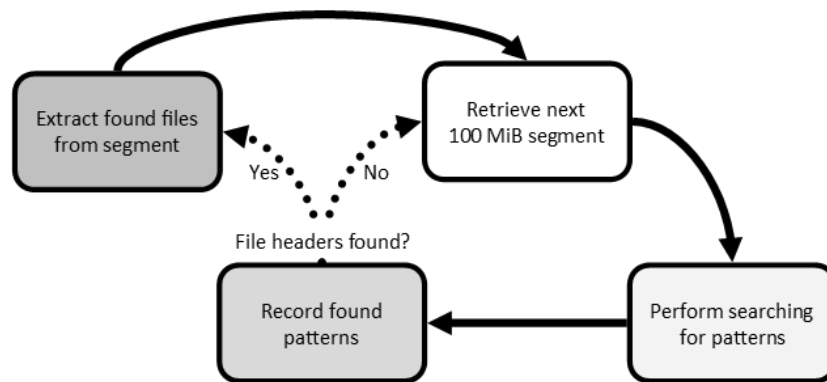 Extract found files
from segment
Retrieve next
100 MiB segment
Yes
No
File headers found?
Record found
patterns
Perform searching
for patterns